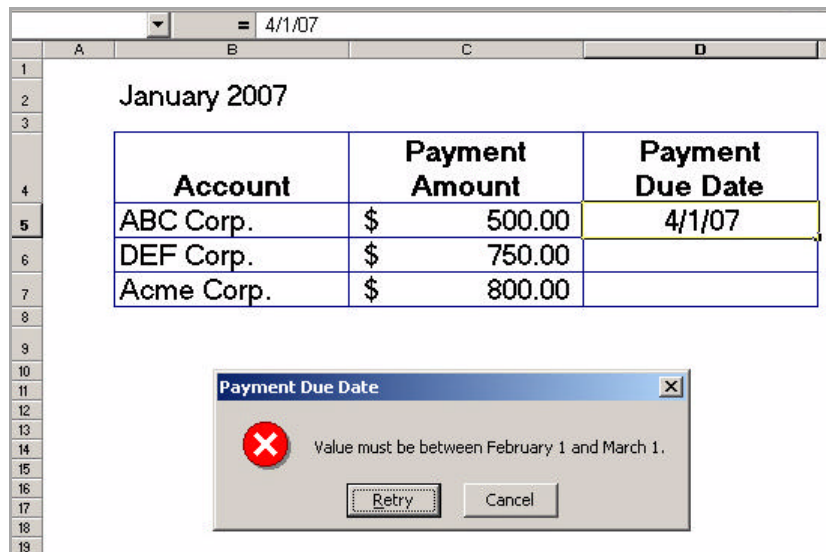 = 4/1/07
A B C D
1
2 January 2007
3
4 Account Payment Amount Payment Due Date
5 ABC Corp. $ 500.00 4/1/07
6 DEF Corp. $ 750.00
7 Acme Corp. $ 800.00
8
9
10
11 Payment Due Date
12
13
14 Value must be between February 1 and March 1.
15
16
17 Retry Cancel
18
19